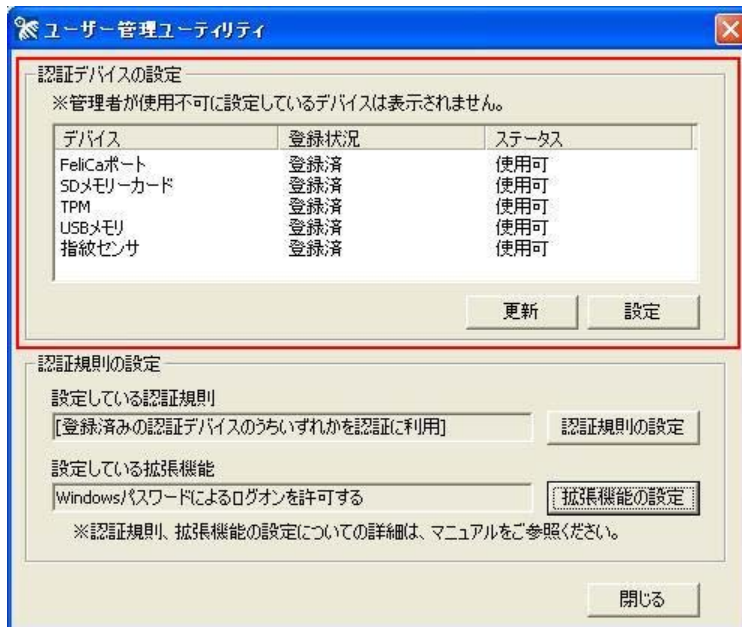 ユーザー管理ユーティリティ
認証デバイスの設定
※管理者が使用不可に設定しているデバイスは表示されません。
デバイス 登録状況 ステータス
FeliCaポート 登録済 使用可
SDメモリーカード 登録済 使用可
TPM 登録済 使用可
USBメモリ 登録済 使用可
指紋センサ 登録済 使用可
更新 設定
認証規則の設定
設定している認証規則
[登録済みの認証デバイスのうちいずれかを認証に利用] 認証規則の設定
設定している拡張機能
Windowsパスワードによるログオンを許可する 拡張機能の設定
※認証規則、拡張機能の設定についての詳細は、マニュアルをご参照ください。
閉じる